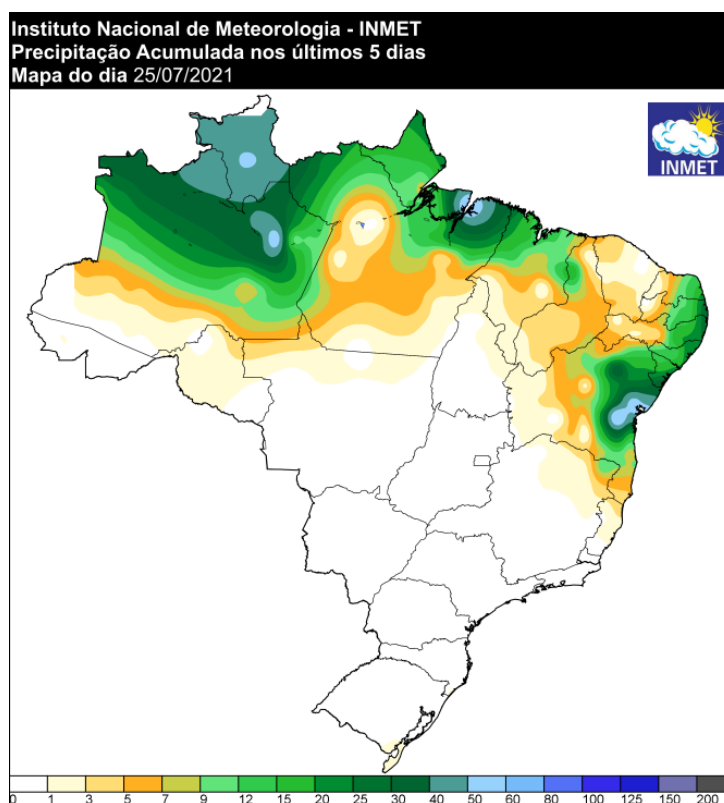 Instituto Nacional de Meteorologia - INMET
Precipitação Acumulada nos últimos 5 dias
Mapa do dia 25/07/2021
INMET
0 1 3 5 7 9 12 15 20 25 30 40 50 60 80 100 125 150 200